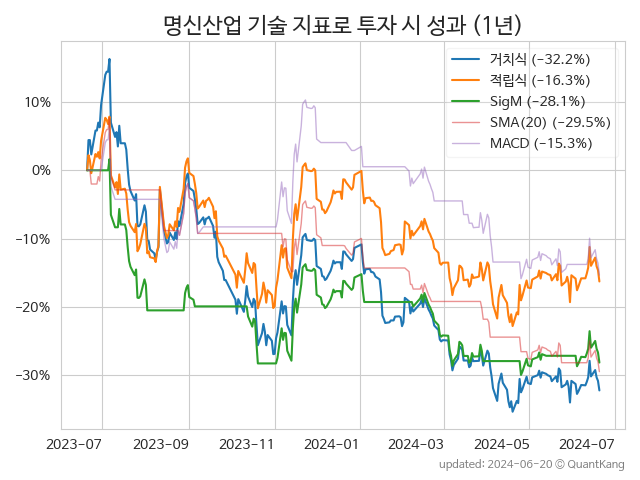 명신산업 기술 지표로 투자 시 성과 (1년)
거치식 (−32.2%)
적립식 (−16.3%)
SigM (−28.1%)
SMA(20) (−29.5%)
MACD (−15.3%)
10%
0%
−10%
−20%
−30%
2023-07 2023-09 2023-11 2024-01 2024-03 2024-05 2024-07
updated: 2024-06-20 © QuantKang